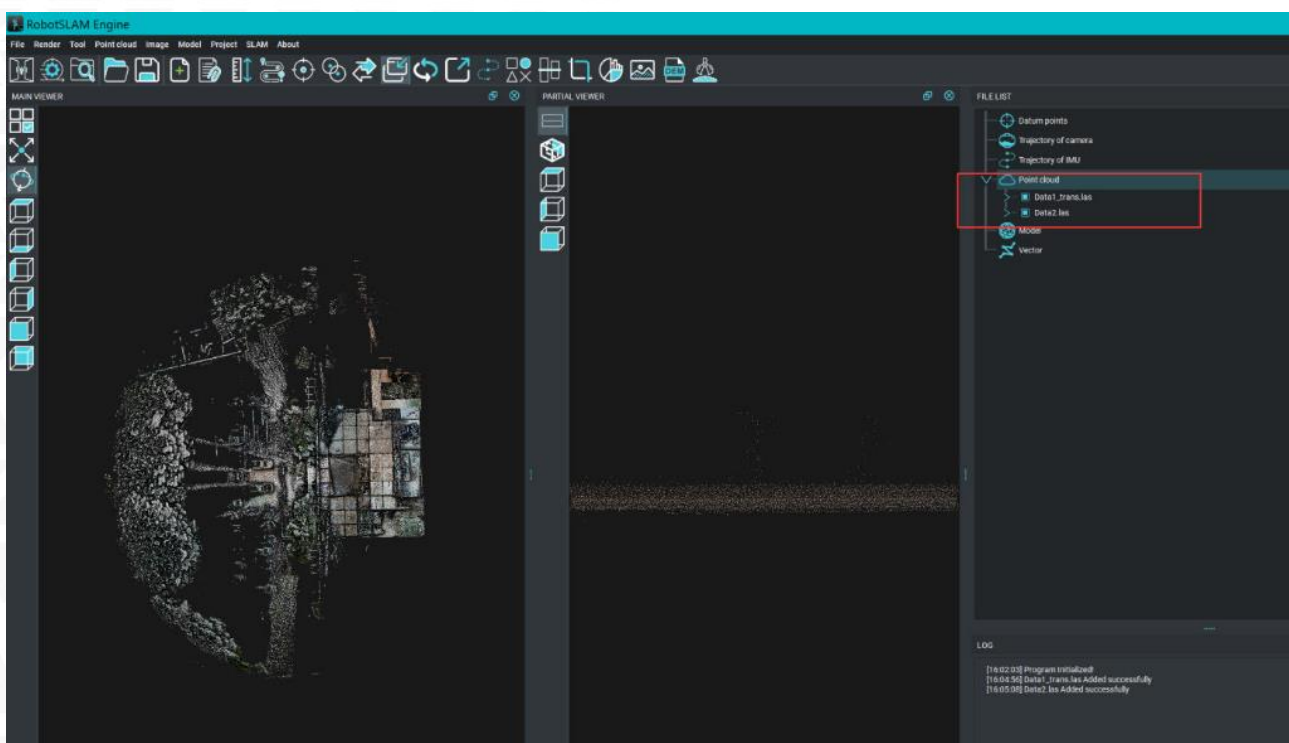 RobotSLAM Engine
File Render Tool Point cloud Image Model Project SLAM About
DEM
MAIN VIEWER
PARTIAL VIEWER
FILE LIST
Datum points
Trajectory of camera
Trajectory of IMU
Point cloud
Data1_trans.las
Data2.las
Model
Vector
LOG
[16:02:03] Program initialized!
[16:04:56] Data1_trans.las Added successfully
[16:05:08] Data2.las Added successfully